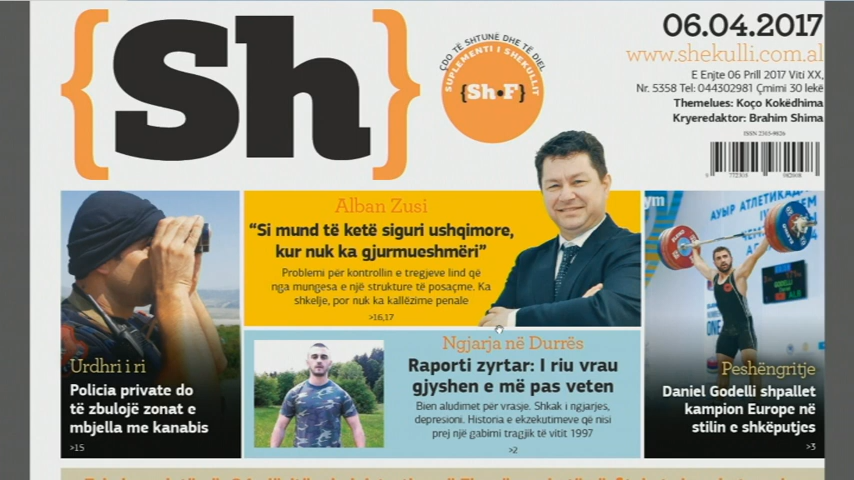 {Sh}
ÇDO TË SHTUNË DHE TË DIEL
SUPLEMENTI I SHEKULLIT
{Sh•F}
06.04.2017
www.shekulli.com.al
E Enjte 06 Prill 2017 Viti XX,
Nr. 5358 Tel: 044302981 Çmimi 30 lekë
Themelues: Koço Kokëdhima
Kryeredaktor: Brahim Shima
Alban Zusi
“Si mund të ketë siguri ushqimore,
kur nuk ka gjurmueshmëri”
Problemi për kontrollin e tregjeve lind që
nga mungesa e një strukture të posaçme. Ka
shkelje, por nuk ka kallëzime penale
>16,17
Ngjarja në Durrës
Raporti zyrtar: I riu vrau
gjyshen e më pas veten
Bien aludimet për vrasje. Shkak i ngjarjes,
depresioni. Historia e ekzekutimeve që nisi
prej një gabimi tragjik të vitit 1997
>2
Urdhri i ri
Policia private do
të zbulojë zonat e
mbjella me kanabis
>15
АУЫР АТЛЕТИКАДА
Peshëngritje
Daniel Godelli shpallet
kampion Europe në
stilin e shkëputjes
>3